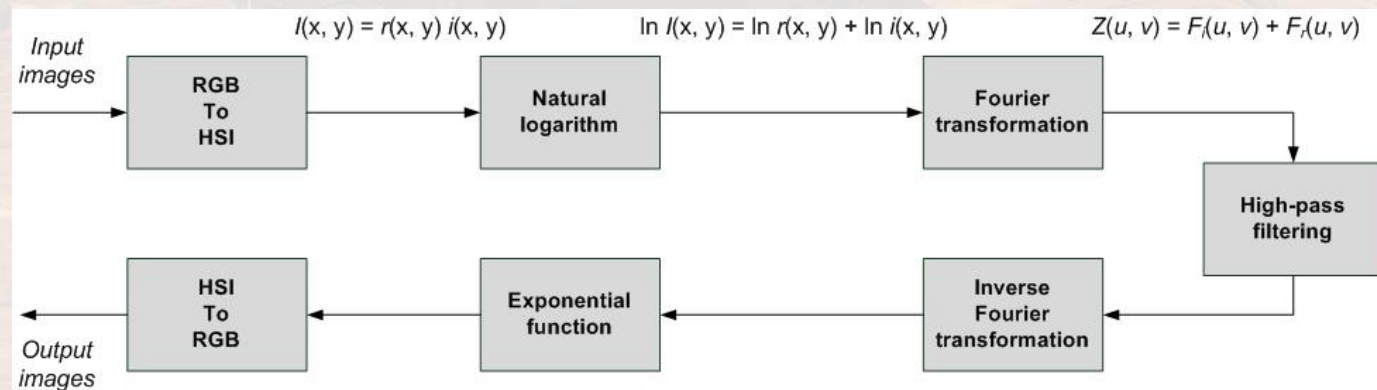 I(x, y) = r(x, y) i(x, y)
ln I(x, y) = ln r(x, y) + ln i(x, y)
Z(u, v) = Fi(u, v) + Fr(u, v)
Input
images
RGB
To
HSI
Natural
logarithm
Fourier
transformation
High-pass
filtering
Inverse
Fourier
transformation
Exponential
function
HSI
To
RGB
Output
images